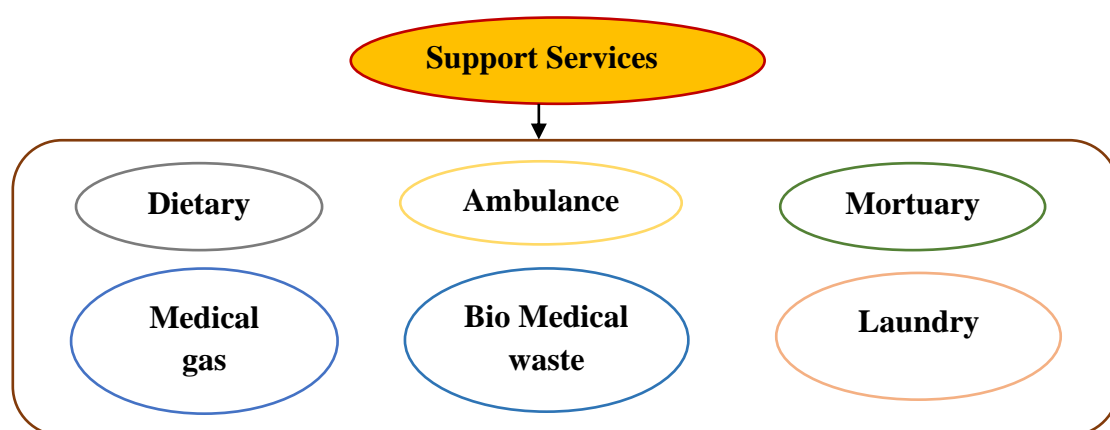 Support Services
Dietary
Ambulance
Mortuary
Medical
gas
Bio Medical
waste
Laundry